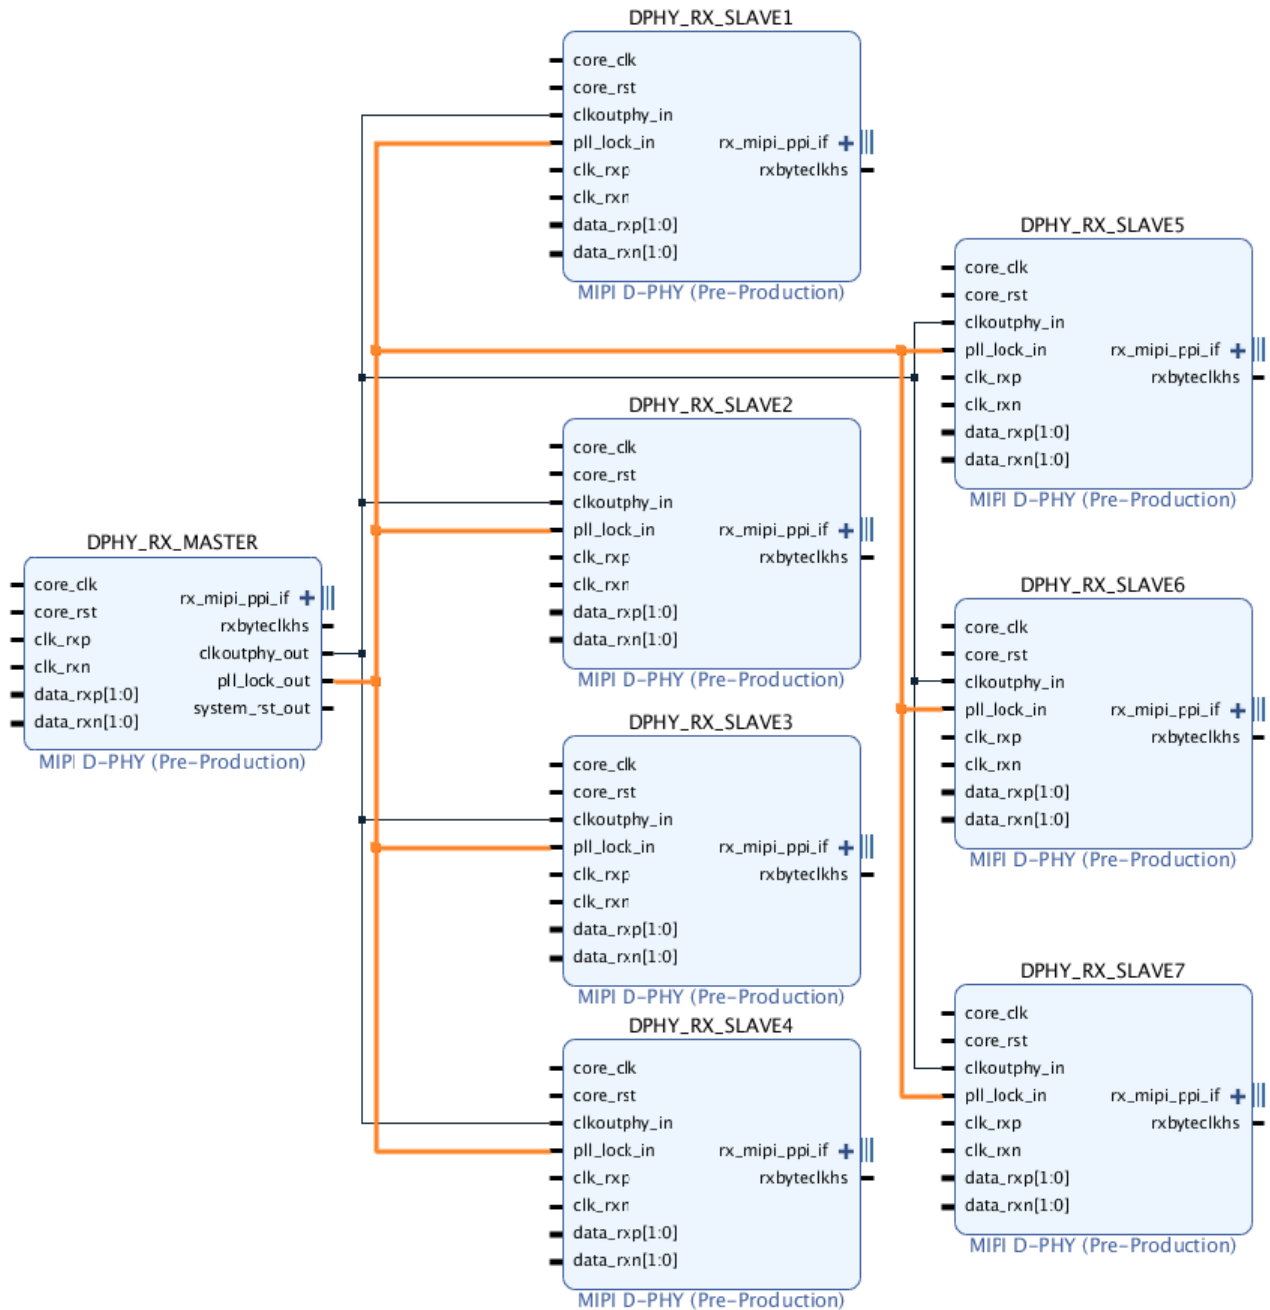 DPHY_RX_SLAVE1
core_clk
core_rst
clkoutphy_in
pll_lock_in rx_mipi_ppi_if
clk_rxp rxbyteclkhs
clk_rxn
data_rxp[1:0]
data_rxn[1:0]
MIPI D-PHY (Pre-Production)
DPHY_RX_SLAVE5
core_clk
core_rst
clkoutphy_in
pll_lock_in rx_mipi_ppi_if
clk_rxp rxbyteclkhs
clk_rxn
data_rxp[1:0]
data_rxn[1:0]
MIPI D-PHY (Pre-Production)
DPHY_RX_SLAVE2
core_clk
core_rst
clkoutphy_in
pll_lock_in rx_mipi_ppi_if
clk_rxp rxbyteclkhs
clk_rxn
data_rxp[1:0]
data_rxn[1:0]
MIPI D-PHY (Pre-Production)
DPHY_RX_MASTER
core_clk
rx_mipi_ppi_if
core_rst
rxbyteclkhs
clk_rxp
clkoutphy_out
clk_rxn
pll_lock_out
data_rxp[1:0]
system_rst_out
data_rxn[1:0]
MIPI D-PHY (Pre-Production)
DPHY_RX_SLAVE6
core_clk
core_rst
clkoutphy_in
pll_lock_in rx_mipi_ppi_if
clk_rxp rxbyteclkhs
clk_rxn
data_rxp[1:0]
data_rxn[1:0]
MIPI D-PHY (Pre-Production)
DPHY_RX_SLAVE3
core_clk
core_rst
clkoutphy_in
pll_lock_in rx_mipi_ppi_if
clk_rxp rxbyteclkhs
clk_rxn
data_rxp[1:0]
data_rxn[1:0]
MIPI D-PHY (Pre-Production)
DPHY_RX_SLAVE7
core_clk
core_rst
clkoutphy_in
pll_lock_in rx_mipi_ppi_if
clk_rxp rxbyteclkhs
clk_rxn
data_rxp[1:0]
data_rxn[1:0]
MIPI D-PHY (Pre-Production)
DPHY_RX_SLAVE4
core_clk
core_rst
clkoutphy_in
pll_lock_in rx_mipi_ppi_if
clk_rxp rxbyteclkhs
clk_rxn
data_rxp[1:0]
data_rxn[1:0]
MIPI D-PHY (Pre-Production)